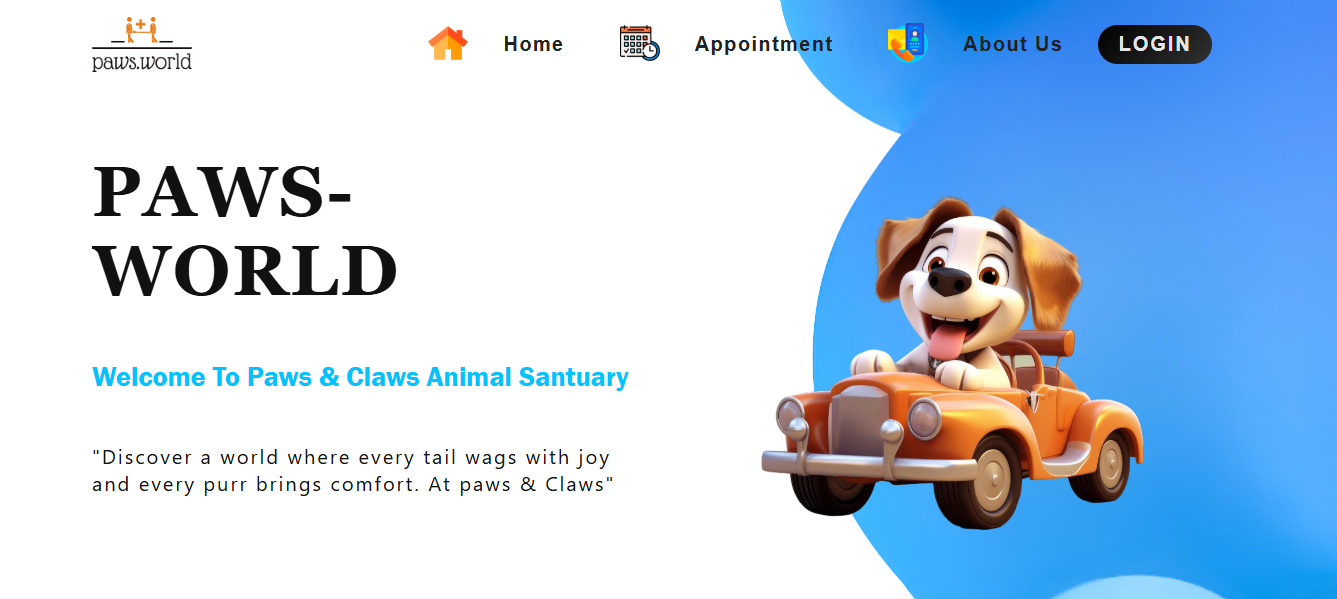 paws.world
Home
Appointment
About Us
LOGIN
PAWS-
WORLD
Welcome To Paws & Claws Animal Santuary
"Discover a world where every tail wags with joy
and every purr brings comfort. At paws & Claws"